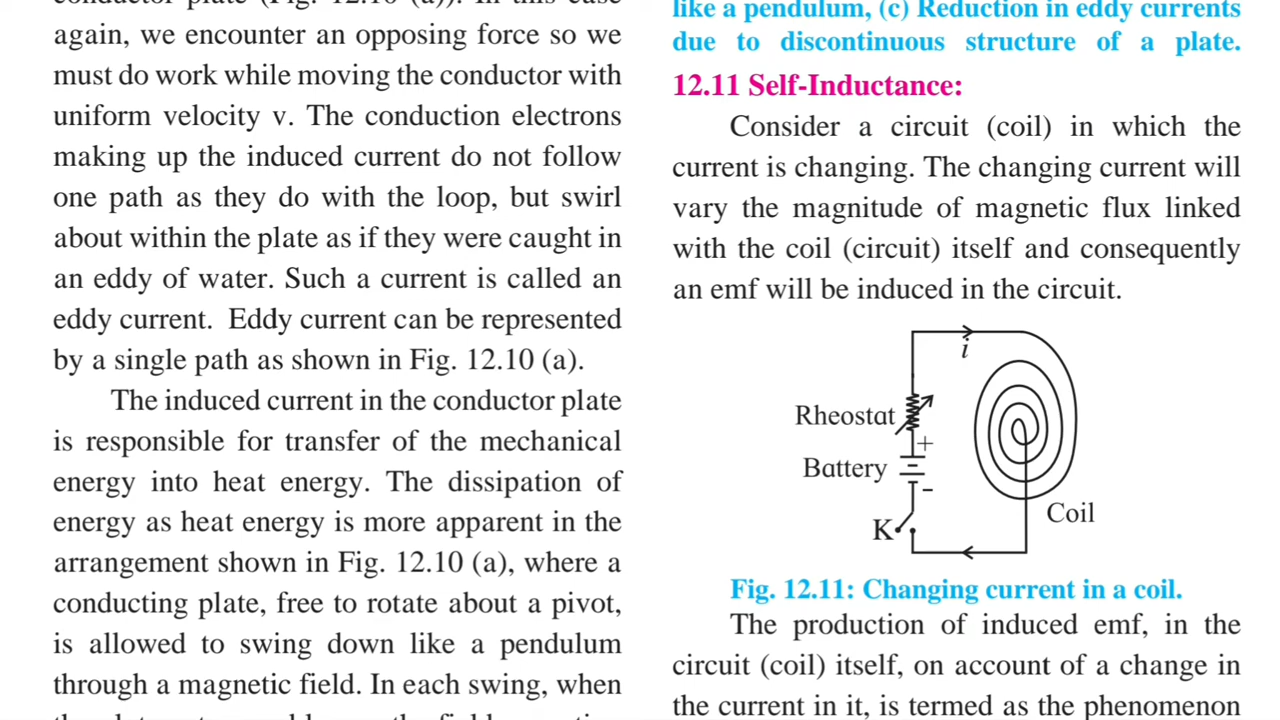 conductor plate (Fig. 12.10 (a)). In this case
again, we encounter an opposing force so we
must do work while moving the conductor with
uniform velocity v. The conduction electrons
making up the induced current do not follow
one path as they do with the loop, but swirl
about within the plate as if they were caught in
an eddy of water. Such a current is called an
eddy current. Eddy current can be represented
by a single path as shown in Fig. 12.10 (a).
The induced current in the conductor plate
is responsible for transfer of the mechanical
energy into heat energy. The dissipation of
energy as heat energy is more apparent in the
arrangement shown in Fig. 12.10 (a), where a
conducting plate, free to rotate about a pivot,
is allowed to swing down like a pendulum
through a magnetic field. In each swing, when
like a pendulum, (c) Reduction in eddy currents
due to discontinuous structure of a plate.
12.11 Self-Inductance:
Consider a circuit (coil) in which the
current is changing. The changing current will
vary the magnitude of magnetic flux linked
with the coil (circuit) itself and consequently
an emf will be induced in the circuit.
i
Rheostat
+
Battery
-
K
Coil
Fig. 12.11: Changing current in a coil.
The production of induced emf, in the
circuit (coil) itself, on account of a change in
the current in it, is termed as the phenomenon